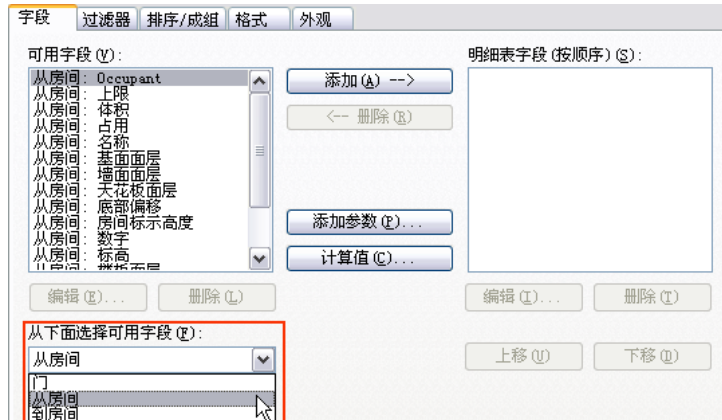 字段 过滤器 排序/成组 格式 外观
可用字段(V):
明细表字段(按顺序)(S):
从房间: Occupant
从房间: 上限
从房间: 体积
从房间: 占用
从房间: 名称
从房间: 基面面层
从房间: 墙面面层
从房间: 天花板面层
从房间: 底部偏移
从房间: 房间标示高度
从房间: 数字
从房间: 标高
从房间: 楼板面层
添加(A) -->
<-- 删除(R)
添加参数(P)...
计算值(C)...
编辑(E)... 删除(L)
编辑(I)... 删除(T)
从下面选择可用字段(F):
从房间
上移(U) 下移(D)
门
从房间
到房间